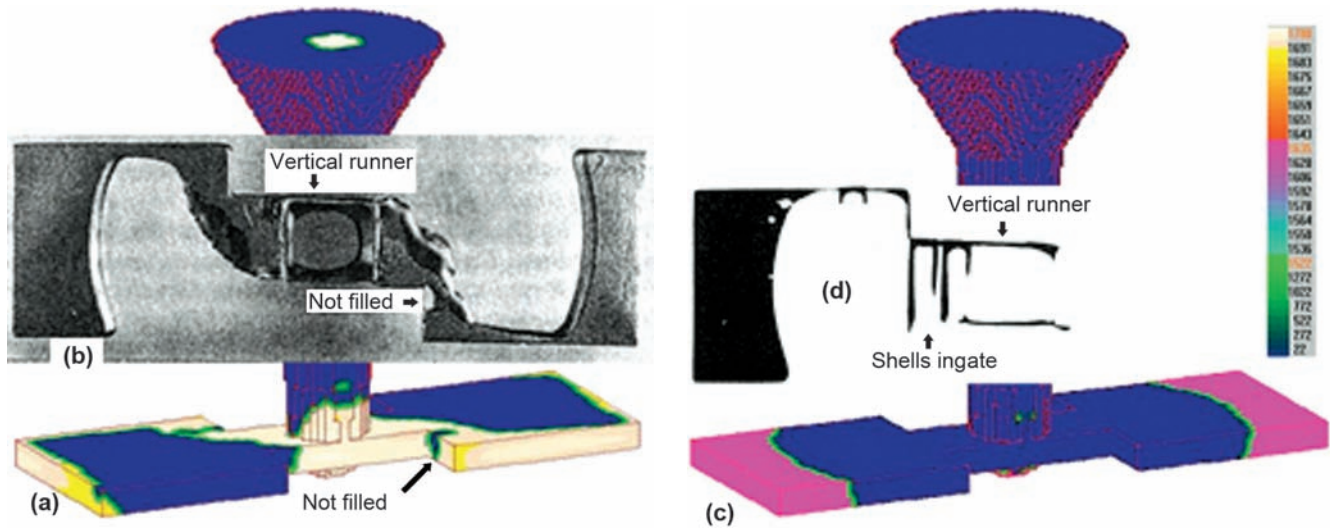 Vertical runner
Not filled
(b)
(a)
Not filled
Vertical runner
(d)
Shells ingate
(c)
1700
1691
1683
1675
1667
1659
1651
1643
1635
1620
1606
1592
1578
1564
1550
1536
1522
1272
1022
772
522
272
22